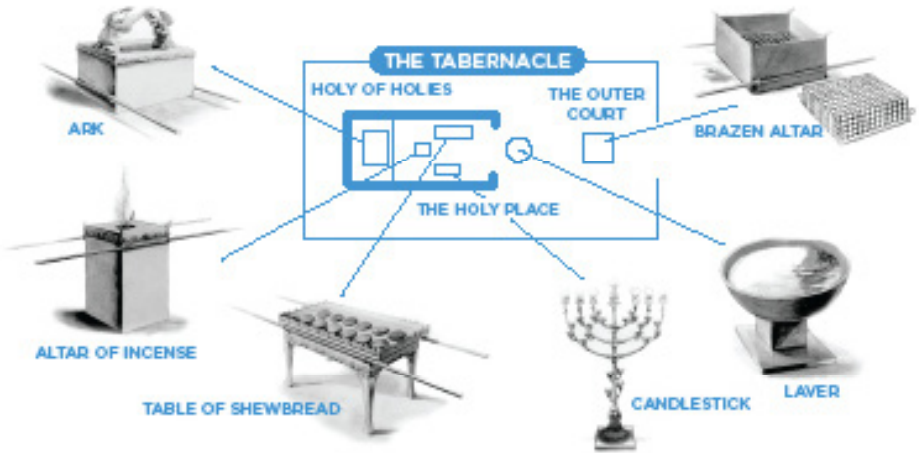 THE TABERNACLE
HOLY OF HOLIES
THE OUTER
COURT
ARK
BRAZEN ALTAR
THE HOLY PLACE
ALTAR OF INCENSE
TABLE OF SHEWBREAD
CANDLESTICK
LAVER